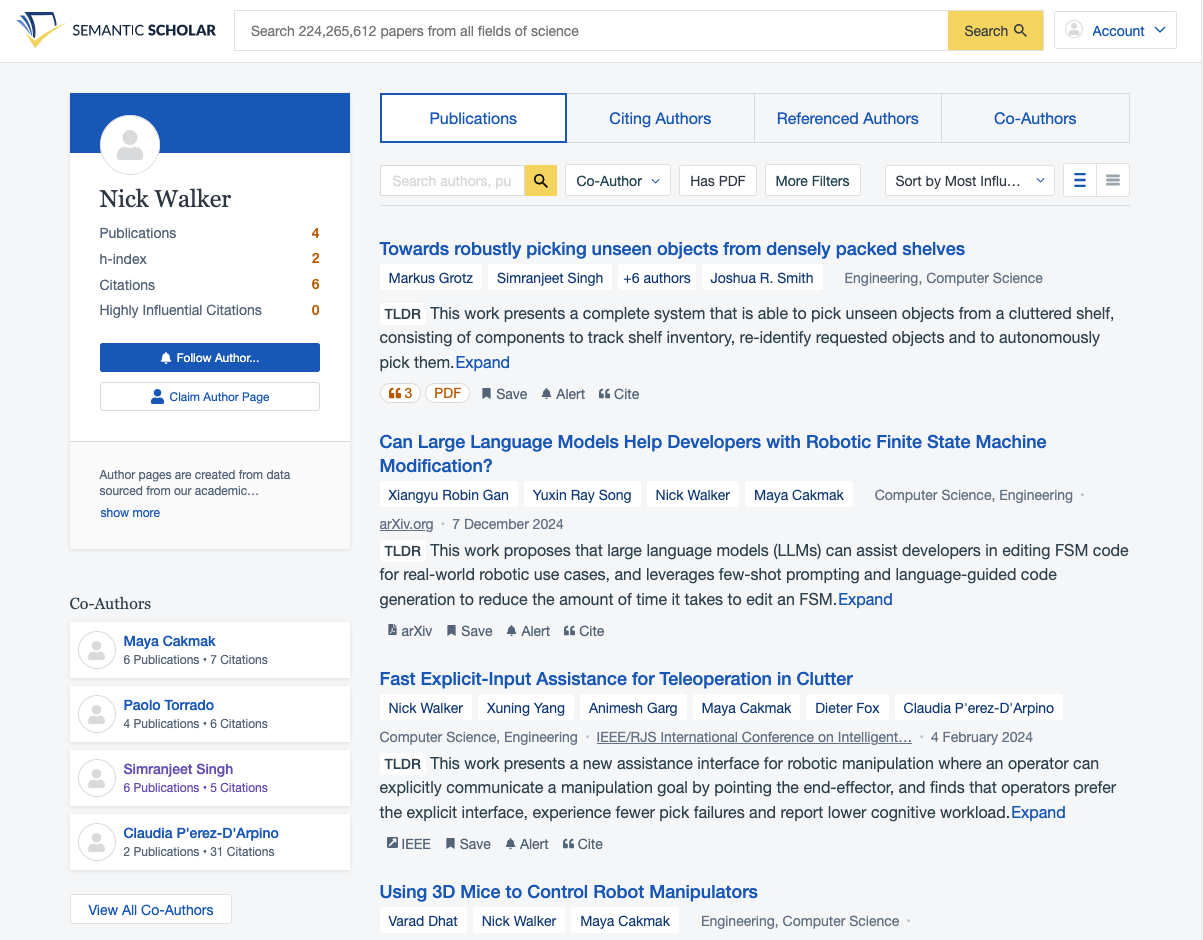 SEMANTIC SCHOLAR
Search 224,265,612 papers from all fields of science
Search
Account
Nick Walker
Publications 4
h-index 2
Citations 6
Highly Influential Citations 0
Follow Author...
Claim Author Page
Author pages are created from data
sourced from our academic…
show more
Co-Authors
Maya Cakmak
6 Publications • 7 Citations
Paolo Torrado
4 Publications • 6 Citations
Simranjeet Singh
6 Publications • 5 Citations
Claudia P'erez-D'Arpino
2 Publications • 31 Citations
View All Co-Authors
Publications Citing Authors Referenced Authors Co-Authors
Search authors, pu Co-Author Has PDF More Filters Sort by Most Influ…
Towards robustly picking unseen objects from densely packed shelves
Markus Grotz Simranjeet Singh +6 authors Joshua R. Smith Engineering, Computer Science
TLDR This work presents a complete system that is able to pick unseen objects from a cluttered shelf,
consisting of components to track shelf inventory, re-identify requested objects and to autonomously
pick them. Expand
3 PDF Save Alert Cite
Can Large Language Models Help Developers with Robotic Finite State Machine
Modification?
Xiangyu Robin Gan Yuxin Ray Song Nick Walker Maya Cakmak Computer Science, Engineering ·
arXiv.org · 7 December 2024
TLDR This work proposes that large language models (LLMs) can assist developers in editing FSM code
for real-world robotic use cases, and leverages few-shot prompting and language-guided code
generation to reduce the amount of time it takes to edit an FSM. Expand
arXiv Save Alert Cite
Fast Explicit-Input Assistance for Teleoperation in Clutter
Nick Walker Xuning Yang Animesh Garg Maya Cakmak Dieter Fox Claudia P'erez-D'Arpino
Computer Science, Engineering · IEEE/RJS International Conference on Intelligent… · 4 February 2024
TLDR This work presents a new assistance interface for robotic manipulation where an operator can
explicitly communicate a manipulation goal by pointing the end-effector, and finds that operators prefer
the explicit interface, experience fewer pick failures and report lower cognitive workload. Expand
IEEE Save Alert Cite
Using 3D Mice to Control Robot Manipulators
Varad Dhat Nick Walker Maya Cakmak Engineering, Computer Science ·